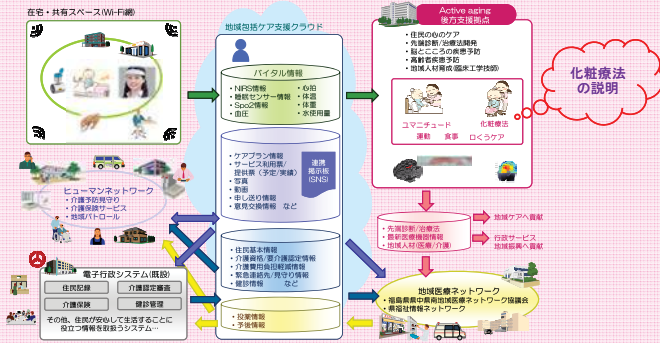 在宅・共有スペース(Wi-Fi網)
地域包括ケア支援クラウド
バイタル情報
・NIRS情報 ・心拍
・睡眠センサー情報 ・体温
・Spo2情報 ・体重
・血圧 ・水使用量
・ケアプラン情報
・サービス利用票/
提供票(予定/実績)
・写真
・動画
・申し送り情報
・意見交換情報 など
連携
掲示板
(SNS)
・住民基本情報
・介護資格/要介護認定情報
・介護費用負担軽減情報
・緊急連絡先/見守り情報
・健診情報 など
・投薬情報
・予後情報
Active aging
後方支援拠点
・住民の心のケア
・先端診断/治療法開発
・脳とこころの疾患予防
・高齢者疾患予防
・地域人材育成(臨床工学技師)
ユマニチュード 化粧療法
運動 食事 口くうケア
化粧療法
の説明
・先端診断/治療法
・最新医療機器情報
・地域人材(医療/介護)
地域ケアへ貢献
行政サービス
地域振興へ貢献
地域医療ネットワーク
・福島県県中県南地域医療ネットワーク協議会
・県福祉情報ネットワーク
ヒューマンネットワーク
・介護予防見守り
・介護保険サービス
・地域パトロール
電子行政システム(既設)
住民記録 介護認定審査
介護保険 健診管理
その他、住民が安心して生活することに
役立つ情報を取扱うシステム…